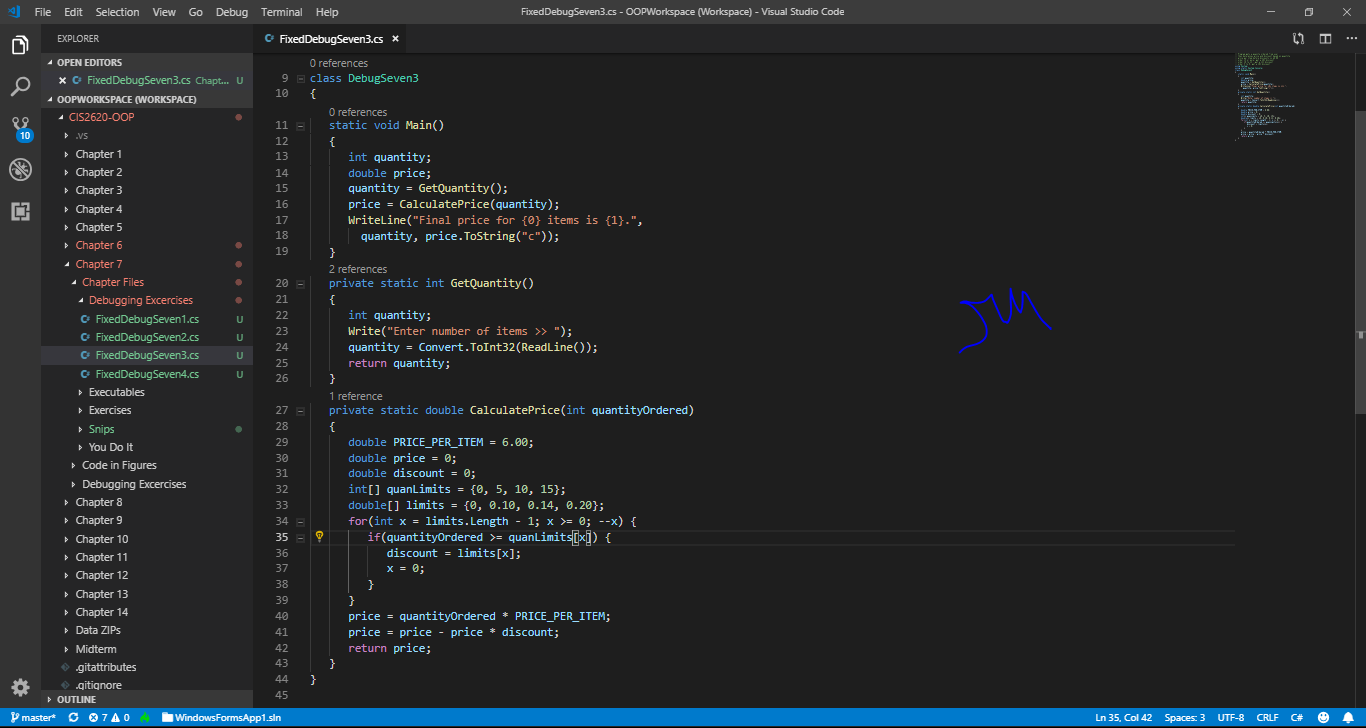 File Edit Selection View Go Debug Terminal Help
FixedDebugSeven3.cs - OOPWorkspace (Workspace) - Visual Studio Code
EXPLORER
OPEN EDITORS
FixedDebugSeven3.cs Chapt... U
OOPWORKSPACE (WORKSPACE)
CIS2620-OOP
.vs
Chapter 1
Chapter 2
Chapter 3
Chapter 4
Chapter 5
Chapter 6
Chapter 7
Chapter Files
Debugging Excercises
FixedDebugSeven1.cs U
FixedDebugSeven2.cs U
FixedDebugSeven3.cs U
FixedDebugSeven4.cs U
Executables
Exercises
Snips
You Do It
Code in Figures
Debugging Excercises
Chapter 8
Chapter 9
Chapter 10
Chapter 11
Chapter 12
Chapter 13
Chapter 14
Data ZIPs
Midterm
.gitattributes
.gitignore
OUTLINE
10
FixedDebugSeven3.cs
0 references
9 class DebugSeven3
10 {
0 references
11 static void Main()
12 {
13 int quantity;
14 double price;
15 quantity = GetQuantity();
16 price = CalculatePrice(quantity);
17 WriteLine("Final price for {0} items is {1}.",
18 quantity, price.ToString("c"));
19 }
2 references
20 private static int GetQuantity()
21 {
22 int quantity;
23 Write("Enter number of items >> ");
24 quantity = Convert.ToInt32(ReadLine());
25 return quantity;
26 }
1 reference
27 private static double CalculatePrice(int quantityOrdered)
28 {
29 double PRICE_PER_ITEM = 6.00;
30 double price = 0;
31 double discount = 0;
32 int[] quanLimits = {0, 5, 10, 15};
33 double[] limits = {0, 0.10, 0.14, 0.20};
34 for(int x = limits.Length - 1; x >= 0; --x) {
35 if(quantityOrdered >= quanLimits[x]) {
36 discount = limits[x];
37 x = 0;
38 }
39 }
40 price = quantityOrdered * PRICE_PER_ITEM;
41 price = price - price * discount;
42 return price;
43 }
44 }
45
master* 7 0 WindowsFormsApp1.sln
Ln 35, Col 42 Spaces: 3 UTF-8 CRLF C#